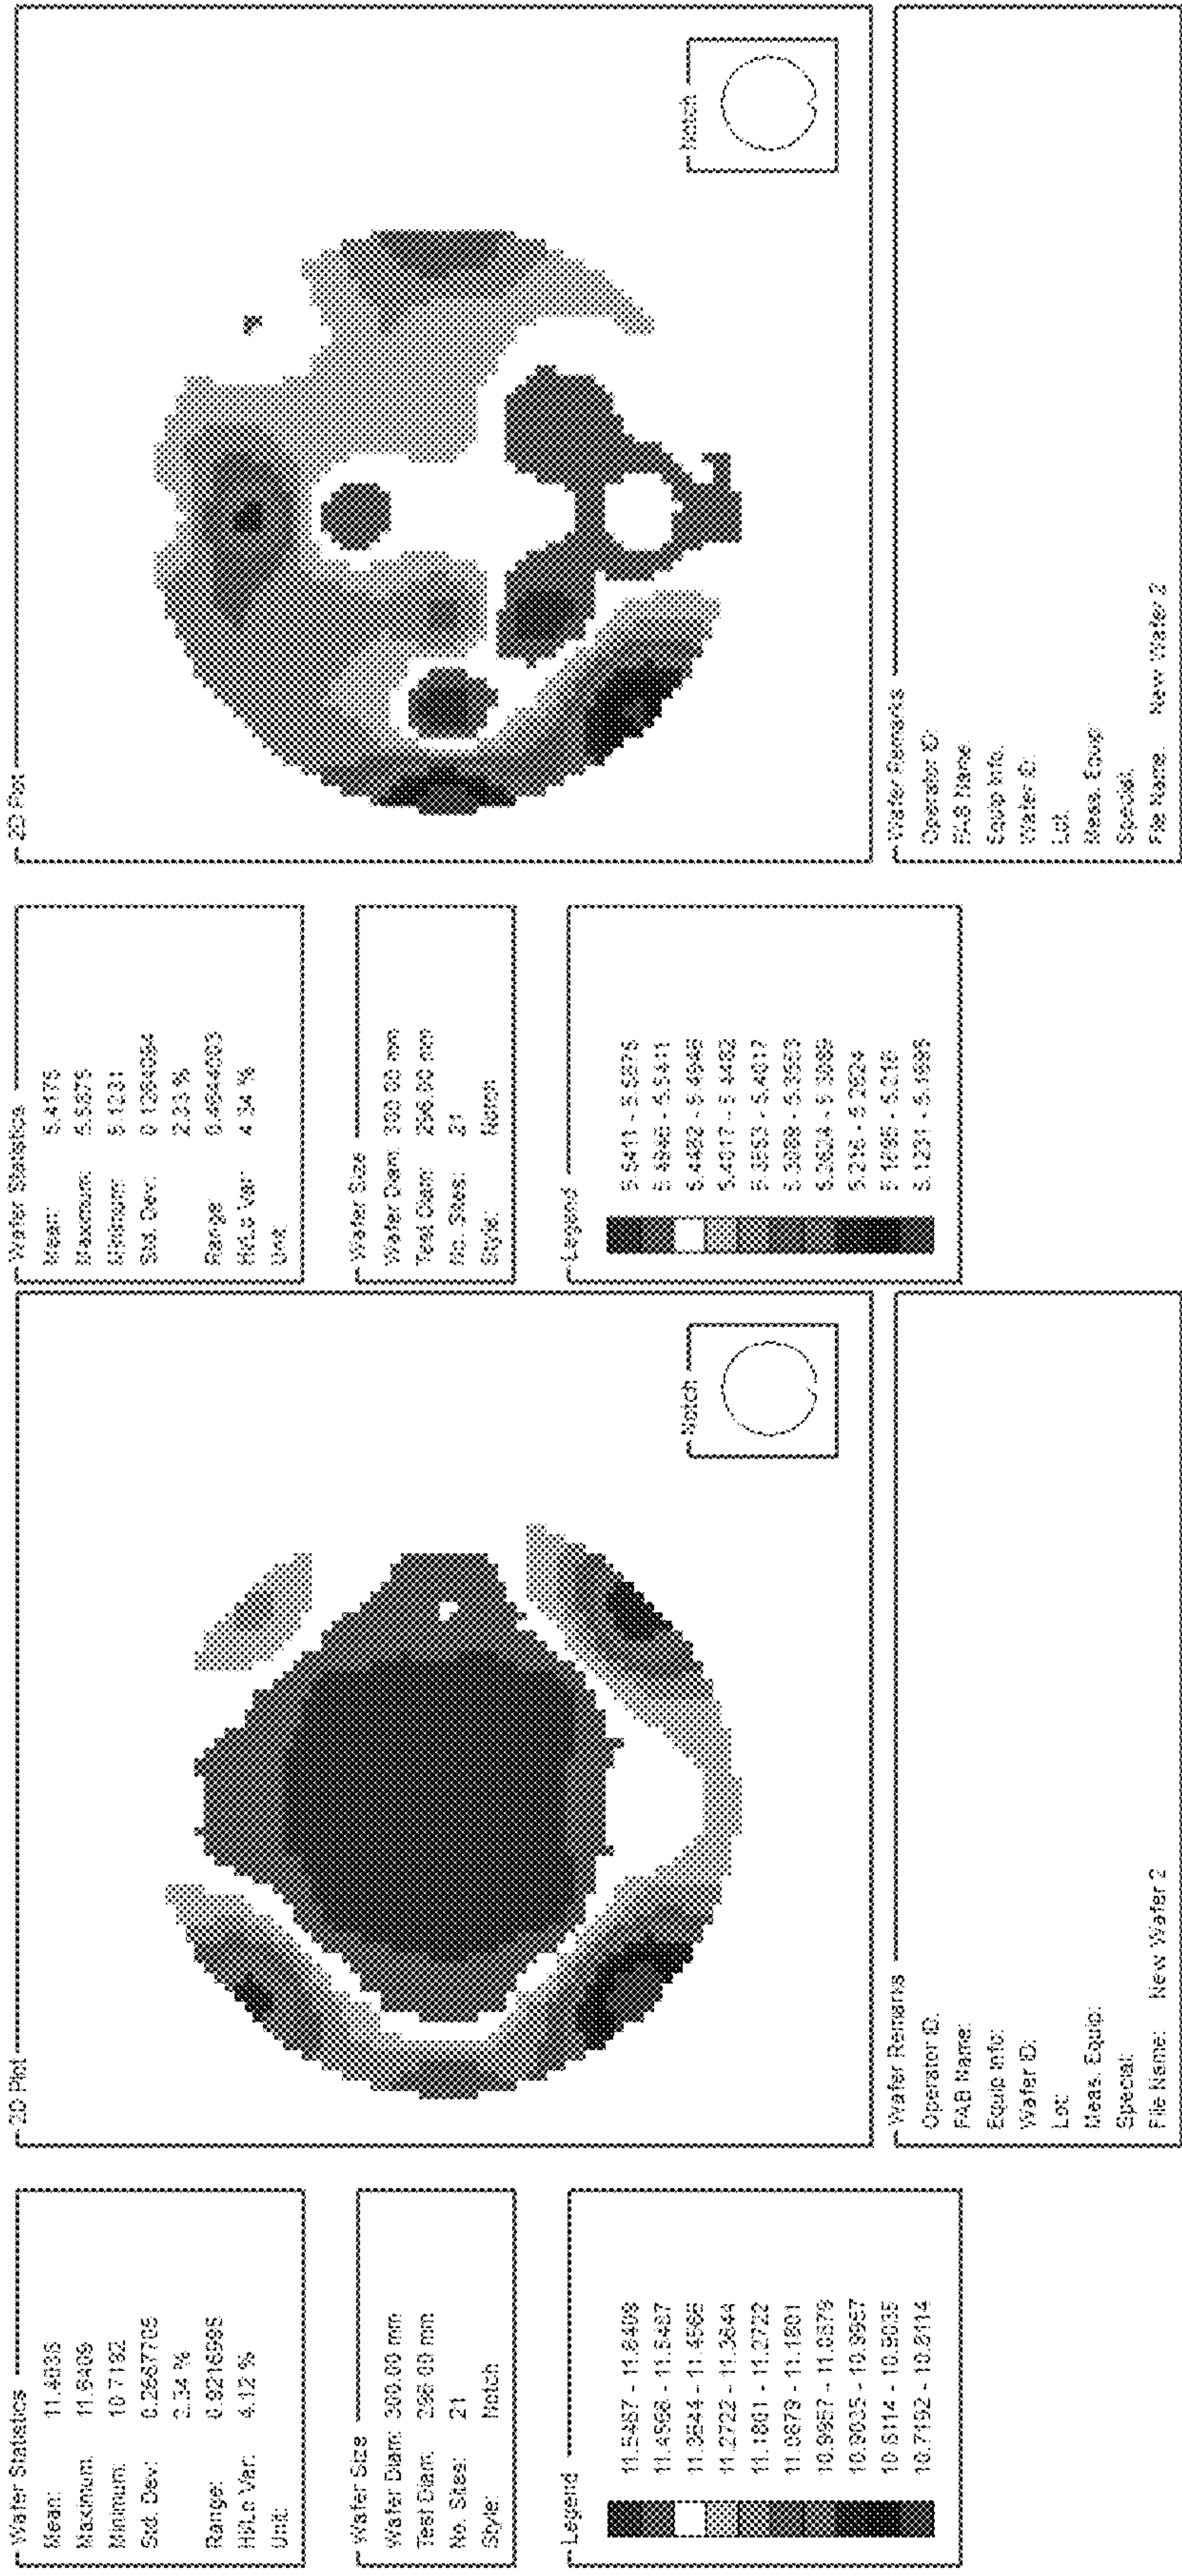 Wafer Statistics
Mean: 11.4036
Maximum: 11.6409
Minimum: 10.7192
Std. Dev.: 0.2667705
2.34 %
Range:
Hi/Lo Var: 4.12 %
Unit:
Wafer Size
Wafer Diam: 300.00 mm
Test Diam: 296.00 mm
No. Sites: 21
Style: Notch
Legend
11.5487 - 11.6409
11.4566 - 11.5487
11.3644 - 11.4566
11.2722 - 11.3644
11.1801 - 11.2722
11.0879 - 11.1801
10.9957 - 11.0879
10.9035 - 10.9957
10.8114 - 10.9035
10.7192 - 10.8114
2D Plot
Notch
Wafer Remarks
Operator ID:
FAB Name:
Equip Info:
Wafer ID:
Lot:
Meas. Equip:
Special:
File Name: New Wafer 2
Wafer Statistics
Mean: 5.4175
Maximum: 5.5875
Minimum: 5.1231
Std. Dev:
2.33 %
Range: 0.4644403
Hi/Lo Var: 4.34 %
Unit:
Wafer Size
Wafer Diam: 300.00 mm
Test Diam: 296.00 mm
No. Sites: 21
Style: Notch
Legend
5.5411 - 5.5875
5.4946 - 5.5411
5.4482 - 5.4946
5.4017 - 5.4482
5.3553 - 5.4017
5.3089 - 5.3553
5.2624 - 5.3089
5.216 - 5.2624
5.1695 - 5.216
5.1231 - 5.1695
2D Plot
Notch
Wafer Remarks
Operator ID:
FAB Name:
Equip Info:
Wafer ID:
Lot:
Meas. Equip:
Special:
File Name: New Wafer 2